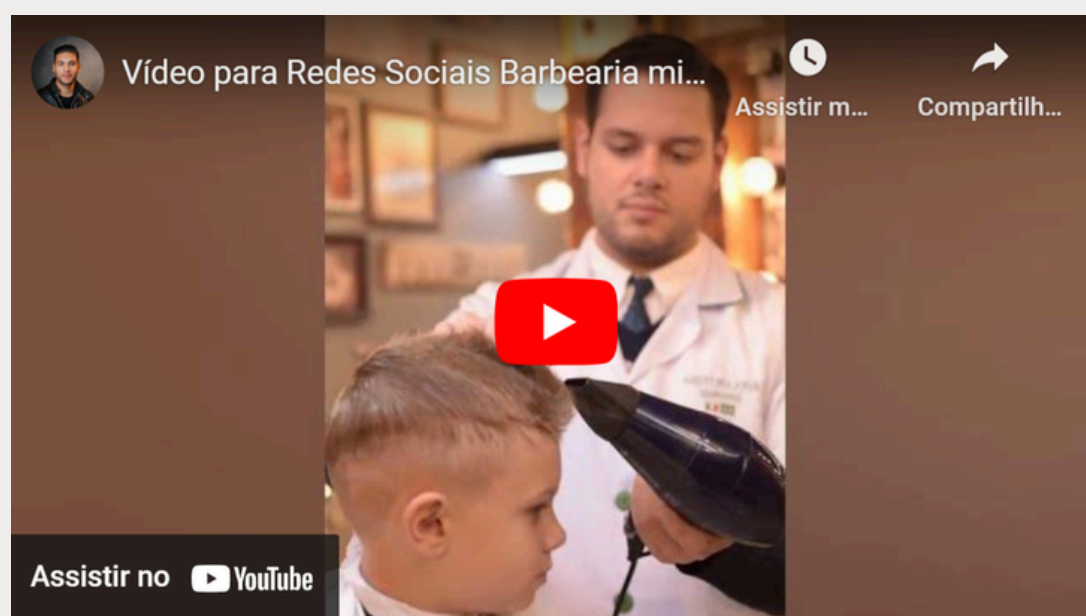 Vídeo para Redes Sociais Barbearia mi...
Assistir m...
Compartilh...
Assistir no YouTube